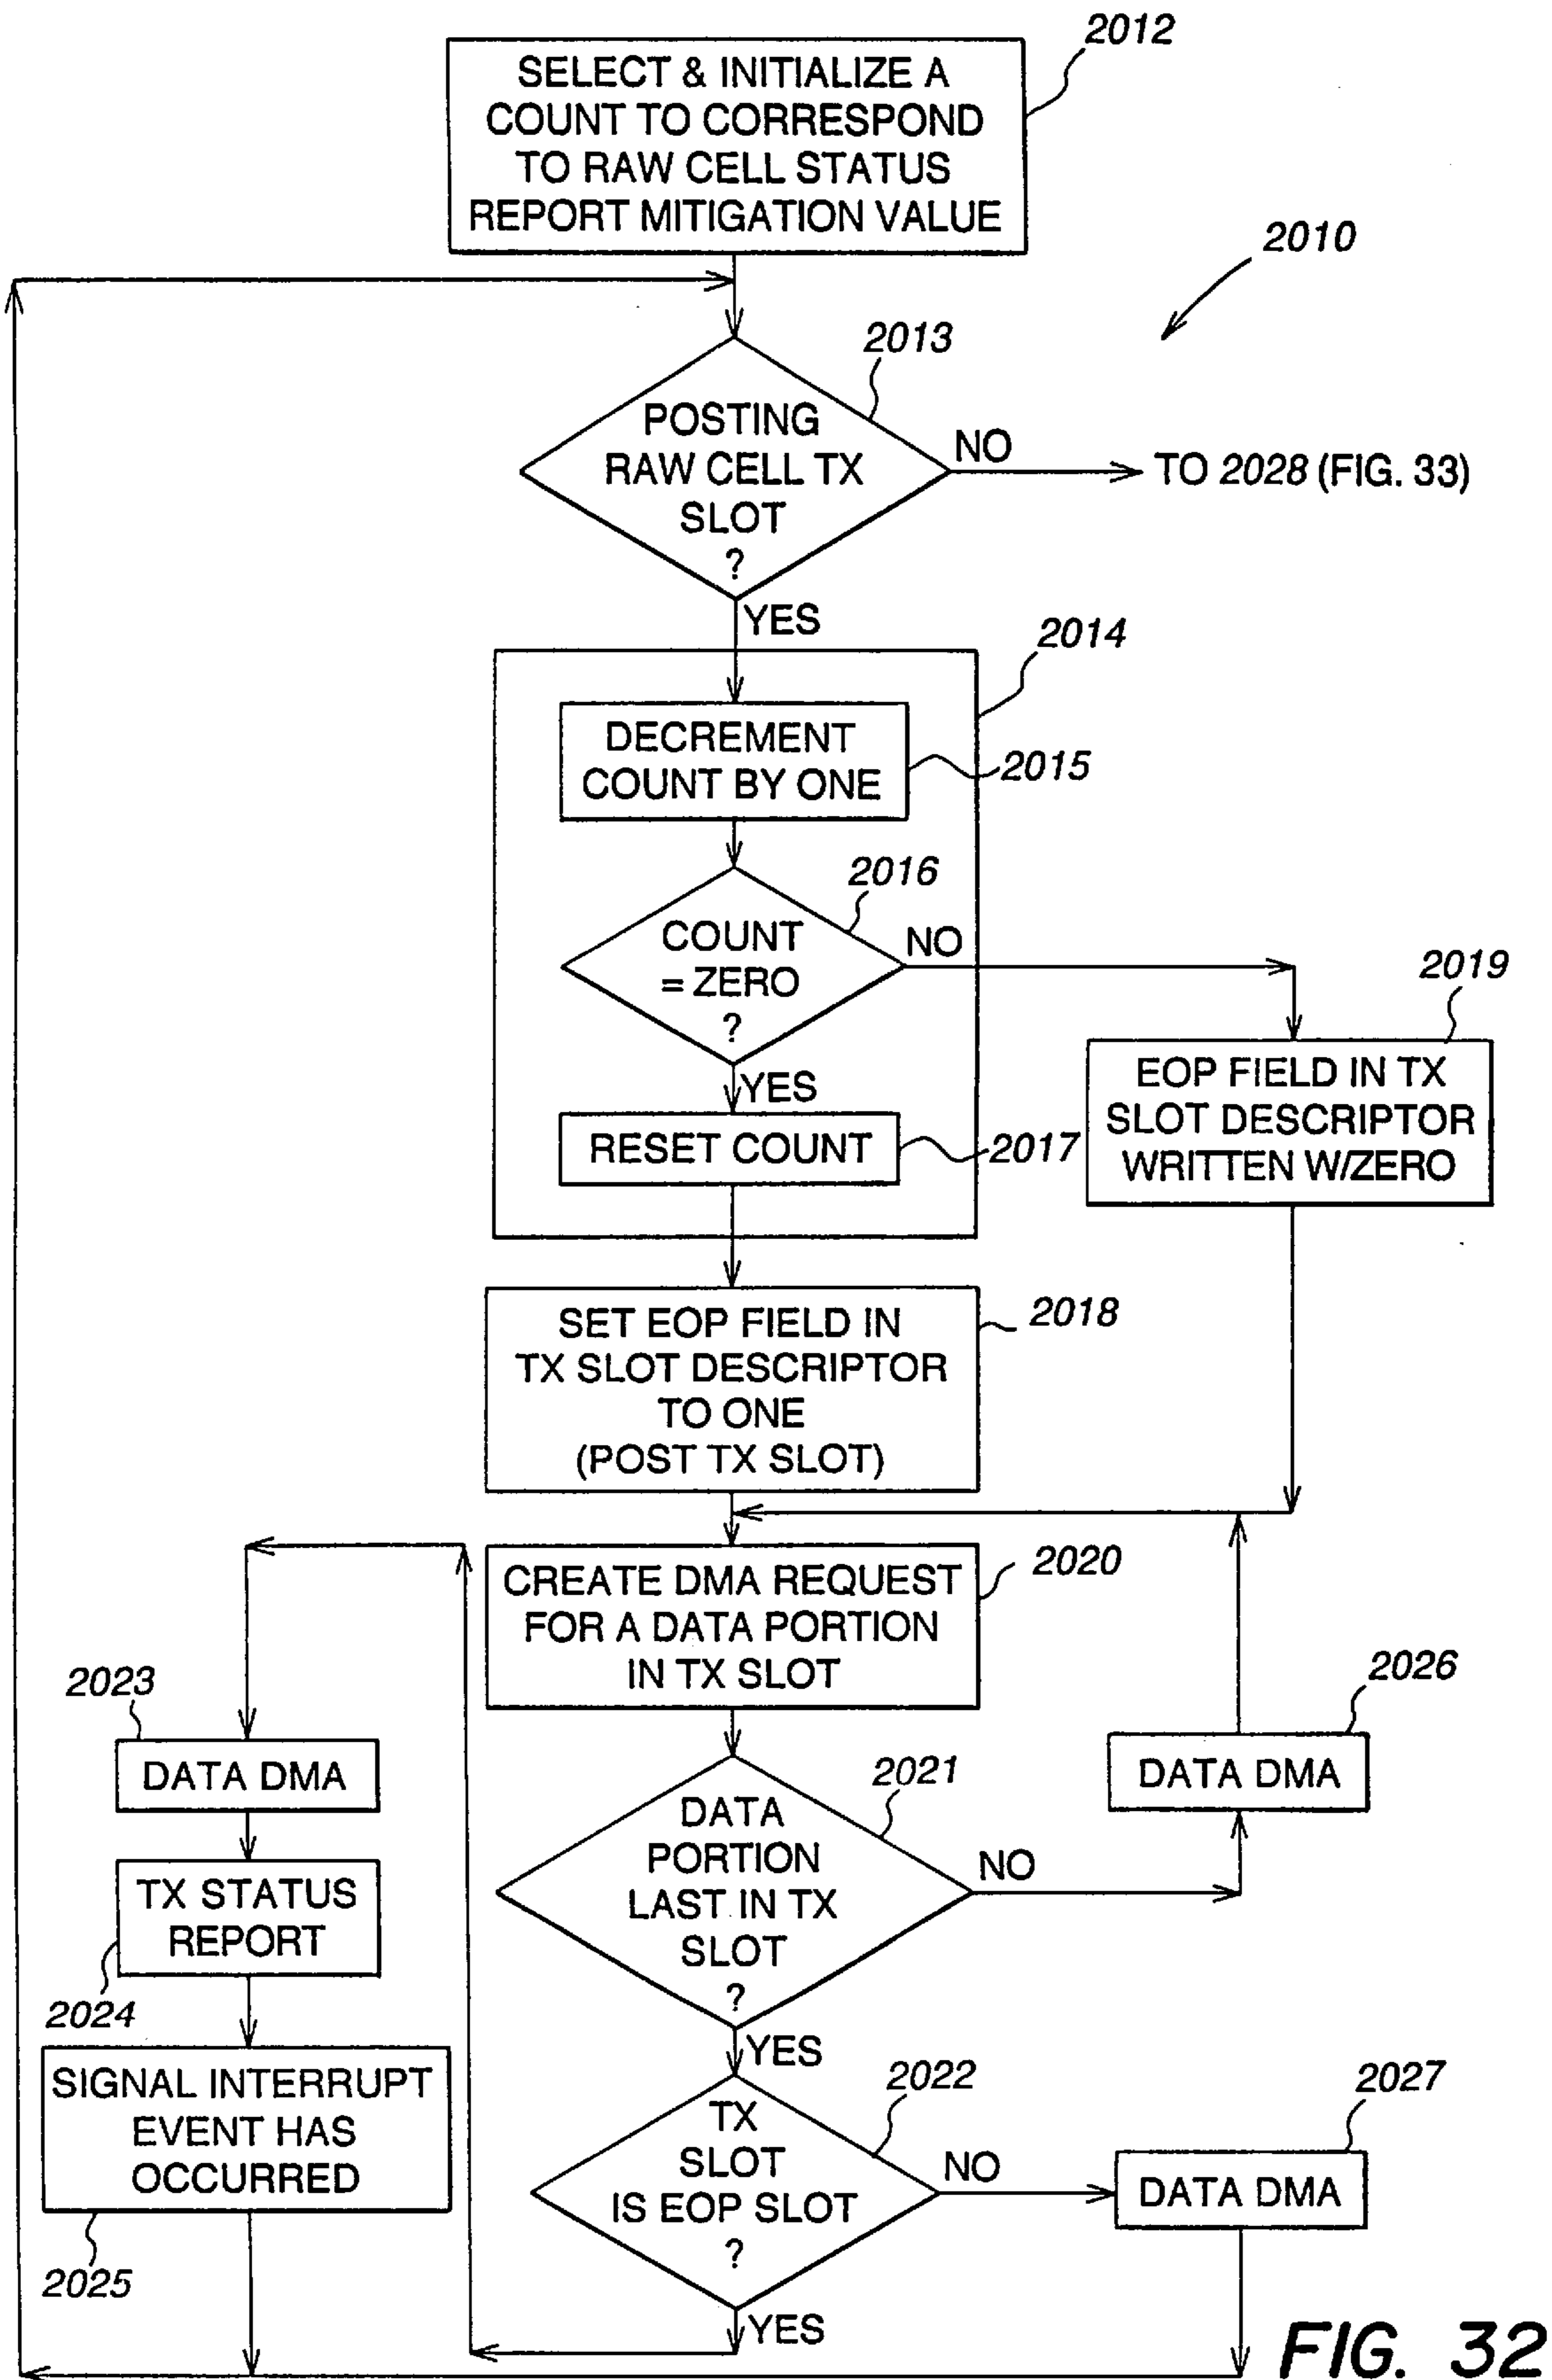 2012
SELECT & INITIALIZE A
COUNT TO CORRESPOND
TO RAW CELL STATUS
REPORT MITIGATION VALUE
2010
2013
POSTING
RAW CELL TX
SLOT
?
NO
TO 2028 (FIG. 33)
YES
2014
DECREMENT
COUNT BY ONE
2015
2016
COUNT
= ZERO
?
NO
2019
EOP FIELD IN TX
SLOT DESCRIPTOR
WRITTEN W/ZERO
YES
RESET COUNT
2017
SET EOP FIELD IN
TX SLOT DESCRIPTOR
TO ONE
(POST TX SLOT)
2018
CREATE DMA REQUEST
FOR A DATA PORTION
IN TX SLOT
2020
2023
DATA DMA
2026
DATA DMA
2021
DATA
PORTION
LAST IN TX
SLOT
?
NO
TX STATUS
REPORT
2024
YES
SIGNAL INTERRUPT
EVENT HAS
OCCURRED
2025
2022
TX
SLOT
IS EOP SLOT
?
NO
2027
DATA DMA
YES
FIG. 32